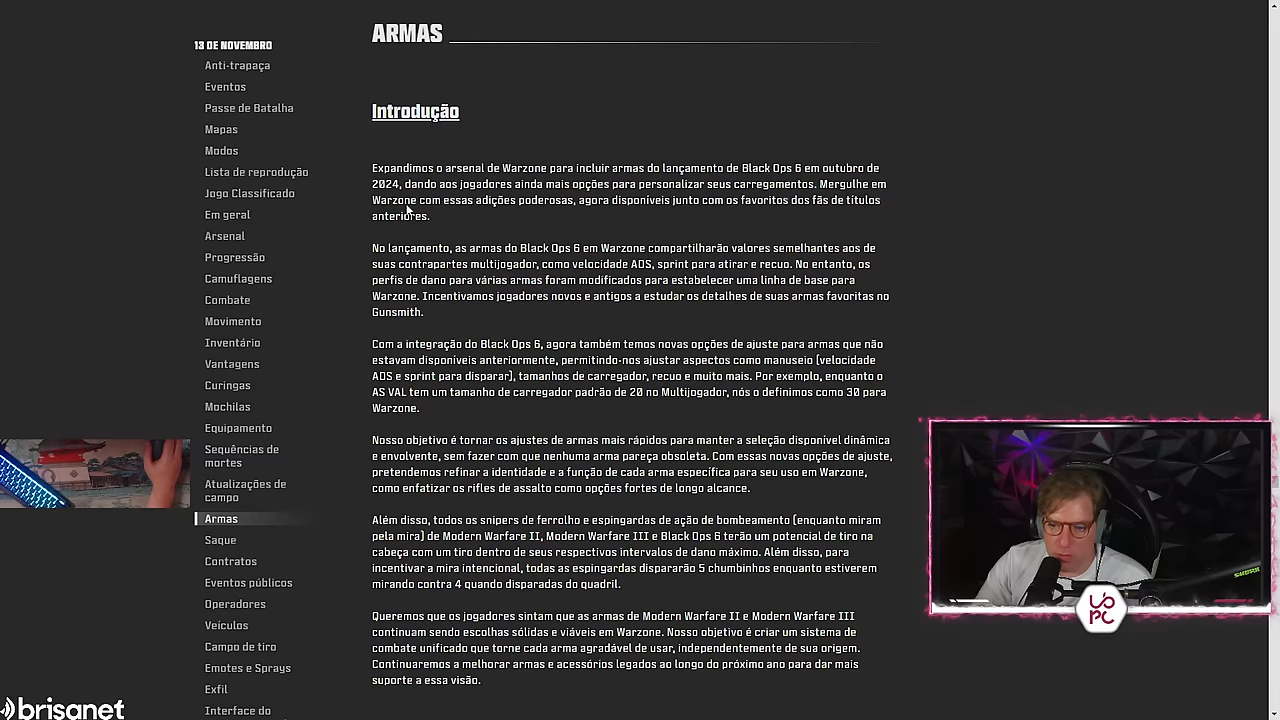 13 DE NOVEMBRO
Anti-trapaça
Eventos
Passe de Batalha
Mapas
Modos
Lista de reprodução
Jogo Classificado
Em geral
Arsenal
Progressão
Camuflagens
Combate
Movimento
Inventário
Vantagens
Curingas
Mochilas
Equipamento
Sequências de
mortes
Atualizações de
campo
Armas
Saque
Contratos
Eventos públicos
Operadores
Veículos
Campo de tiro
Emotes e Sprays
Exfil
Interface do
ARMAS
Introdução
Expandimos o arsenal de Warzone para incluir armas do lançamento de Black Ops 6 em outubro de
2024, dando aos jogadores ainda mais opções para personalizar seus carregamentos. Mergulhe em
Warzone com essas adições poderosas, agora disponíveis junto com os favoritos dos fãs de títulos
anteriores.
No lançamento, as armas do Black Ops 6 em Warzone compartilharão valores semelhantes aos de
suas contrapartes multijogador, como velocidade ADS, sprint para atirar e recuo. No entanto, os
perfis de dano para várias armas foram modificados para estabelecer uma linha de base para
Warzone. Incentivamos jogadores novos e antigos a estudar os detalhes de suas armas favoritas no
Gunsmith.
Com a integração do Black Ops 6, agora também temos novas opções de ajuste para armas que não
estavam disponíveis anteriormente, permitindo-nos ajustar aspectos como manuseio (velocidade
ADS e sprint para disparar), tamanhos de carregador, recuo e muito mais. Por exemplo, enquanto o
AS VAL tem um tamanho de carregador padrão de 20 no Multijogador, nós o definimos como 30 para
Warzone.
Nosso objetivo é tornar os ajustes de armas mais rápidos para manter a seleção disponível dinâmica
e envolvente, sem fazer com que nenhuma arma pareça obsoleta. Com essas novas opções de ajuste,
pretendemos refinar a identidade e a função de cada arma específica para seu uso em Warzone,
como enfatizar os rifles de assalto como opções fortes de longo alcance.
Além disso, todos os snipers de ferrolho e espingardas de ação de bombeamento (enquanto miram
pela mira) de Modern Warfare II, Modern Warfare III e Black Ops 6 terão um potencial de tiro na
cabeça com um tiro dentro de seus respectivos intervalos de dano máximo. Além disso, para
incentivar a mira intencional, todas as espingardas dispararão 5 chumbinhos enquanto estiverem
mirando contra 4 quando disparadas do quadril.
Queremos que os jogadores sintam que as armas de Modern Warfare II e Modern Warfare III
continuam sendo escolhas sólidas e viáveis em Warzone. Nosso objetivo é criar um sistema de
combate unificado que torne cada arma agradável de usar, independentemente de sua origem.
Continuaremos a melhorar armas e acessórios legados ao longo do próximo ano para dar mais
suporte a essa visão.
SHURE
UP
PC
brisanet